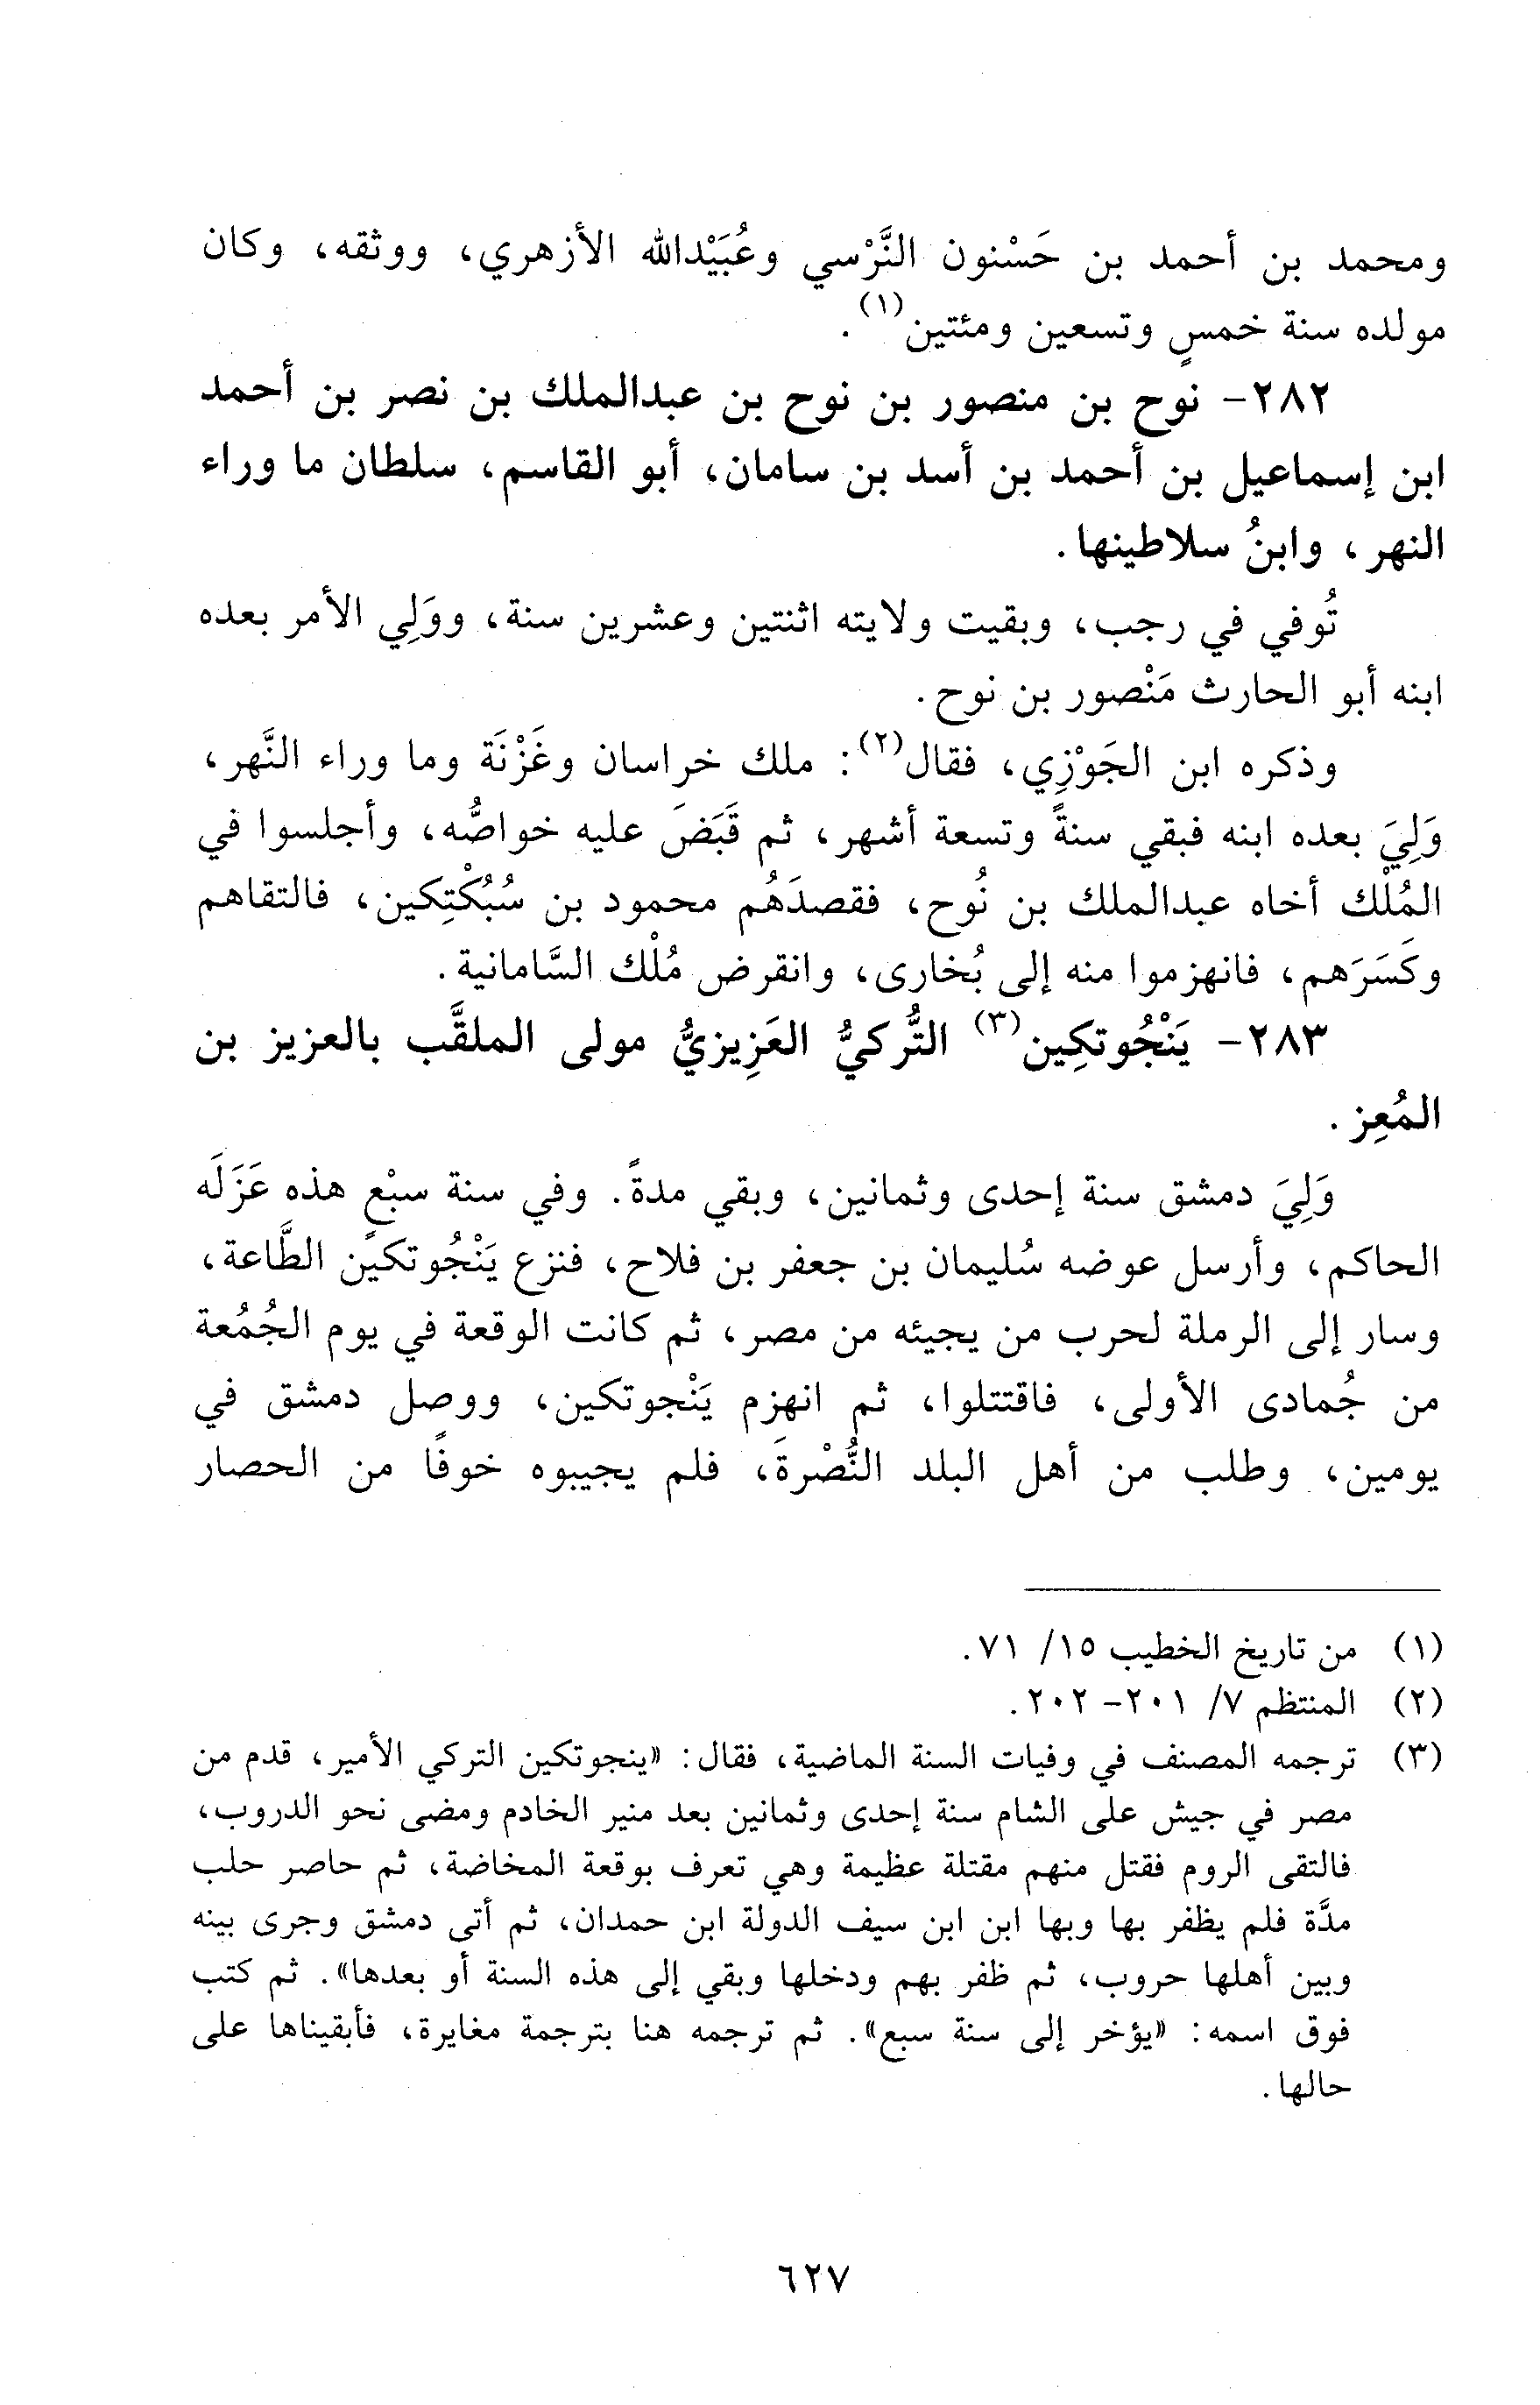 ومحمد بن أحمد بن حَسْنون النَّرْسي وعُبَيْدالله الأزهري، ووثقه، وكان
مولده سنة خمسٍ وتسعين ومئتين(١).
٢٨٢- نوح بن منصور بن نوح بن عبدالملك بن نصر بن أحمد
ابن إسماعيل بن أحمد بن أسد بن سامان، أبو القاسم، سلطان ما وراء
النهر، وابنُ سلاطينها.
تُوفي في رجب، وبقيت ولايته اثنتين وعشرين سنة، ووَلِي الأمر بعده
ابنه أبو الحارث مَنْصور بن نوح.
وذكره ابن الجَوْزِي، فقال(٢): ملك خراسان وغَزْنَة وما وراء النَّهر،
وَلِيَ بعده ابنه فبقي سنةً وتسعة أشهر، ثم قَبَضَ عليه خواصُّه، وأجلسوا في
المُلْك أخاه عبدالملك بن نُوح، فقصدَهُم محمود بن سُبُكْتِكين، فالتقاهم
وكَسَرَهم، فانهزموا منه إلى بُخارى، وانقرض مُلْك السَّامانية.
٢٨٣- يَنْجُوتكِين(٣) التُّركيُّ العَزِيزيُّ مولى الملقَّب بالعزيز بن
المُعِز.
وَلِيَ دمشق سنة إحدى وثمانين، وبقي مدةً. وفي سنة سبْعٍ هذه عَزَلَه
الحاكم، وأرسل عوضه سُليمان بن جعفر بن فلاح، فنزع يَنْجُوتكين الطَّاعة،
وسار إلى الرملة لحرب من يجيئه من مصر، ثم كانت الوقعة في يوم الجُمُعة
من جُمادى الأولى، فاقتتلوا، ثم انهزم يَنْجوتكين، ووصل دمشق في
يومين، وطلب من أهل البلد النُّصْرةَ، فلم يجيبوه خوفًا من الحصار
(١) من تاريخ الخطيب ١٥/ ٧١.
(٢) المنتظم ٧/ ٢٠١- ٢٠٢.
(٣) ترجمه المصنف في وفيات السنة الماضية، فقال: «ينجوتكين التركي الأمير، قدم من
مصر في جيش على الشام سنة إحدى وثمانين بعد منير الخادم ومضى نحو الدروب،
فالتقى الروم فقتل منهم مقتلة عظيمة وهي تعرف بوقعة المخاضة، ثم حاصر حلب
مدَّة فلم يظفر بها وبها ابن ابن سيف الدولة ابن حمدان، ثم أتى دمشق وجرى بينه
وبين أهلها حروب، ثم ظفر بهم ودخلها وبقي إلى هذه السنة أو بعدها». ثم كتب
فوق اسمه: «يؤخر إلى سنة سبع». ثم ترجمه هنا بترجمة مغايرة، فأبقيناها على
حالها.
٦٢٧